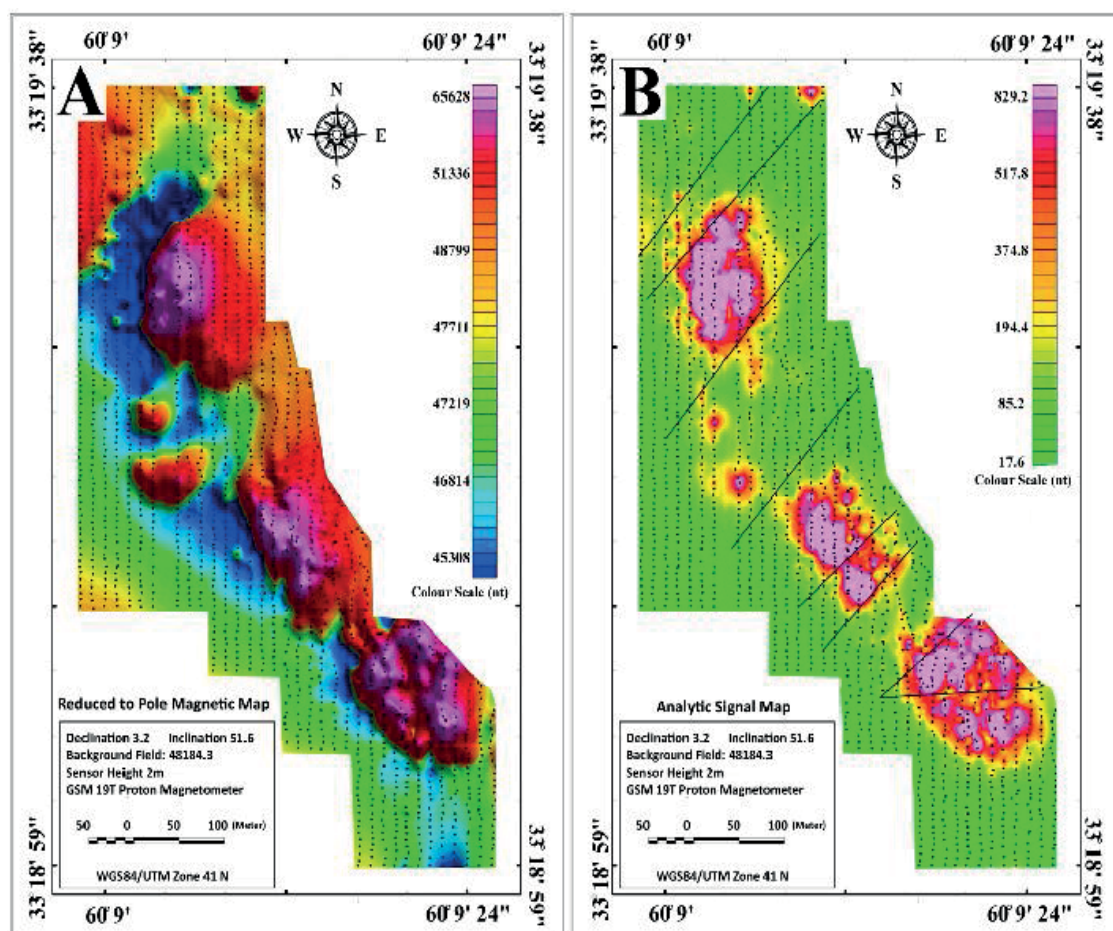 A
60° 9'
60° 9' 24"
33° 19' 38"
33° 19' 38"
N
W
E
S
65628
51336
48799
47711
47219
46814
45308
Colour Scale (nt)
Reduced to Pole Magnetic Map
Declination 3.2 Inclination 51.6
Background Field: 48184.3
Sensor Height 2m
GSM 19T Proton Magnetometer
50 0 50 100 (Meter)
WGS84/UTM Zone 41 N
33° 18' 59"
33° 18' 59"
60° 9'
60° 9' 24"
B
60° 9'
60° 9' 24"
33° 19' 38"
33° 19' 38"
N
W
E
S
829.2
517.8
374.8
194.4
85.2
17.6
Colour Scale (nt)
Analytic Signal Map
Declination 3.2 Inclination 51.6
Background Field: 48184.3
Sensor Height 2m
GSM 19T Proton Magnetometer
50 0 50 100 (Meter)
WGS84/UTM Zone 41 N
33° 18' 59"
33° 18' 59"
60° 9'
60° 9' 24"